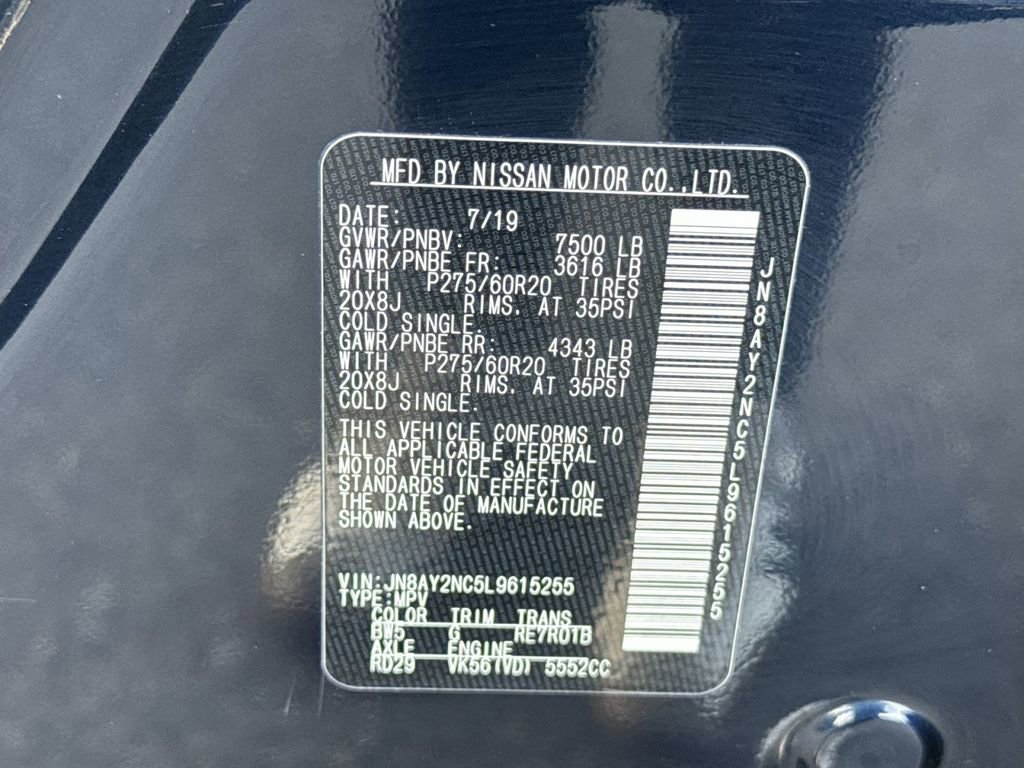 MFD BY NISSAN MOTOR CO.,LTD.
DATE: 7/19
GVWR/PNBV: 7500 LB
GAWR/PNBE FR: 3616 LB
WITH P275/60R20 TIRES
20X8J RIMS. AT 35PSI
COLD SINGLE.
GAWR/PNBE RR: 4343 LB
WITH P275/60R20 TIRES
20X8J RIMS. AT 35PSI
COLD SINGLE.
THIS VEHICLE CONFORMS TO
ALL APPLICABLE FEDERAL
MOTOR VEHICLE SAFETY
STANDARDS IN EFFECT ON
THE DATE OF MANUFACTURE
SHOWN ABOVE.
VIN:JN8AY2NC5L9615255
TYPE:MPV
COLOR TRIM TRANS
BW5 G RE7R01B
AXLE ENGINE
RD29 VK56(VD) 5552CC
JN8AY2NC5L9615255